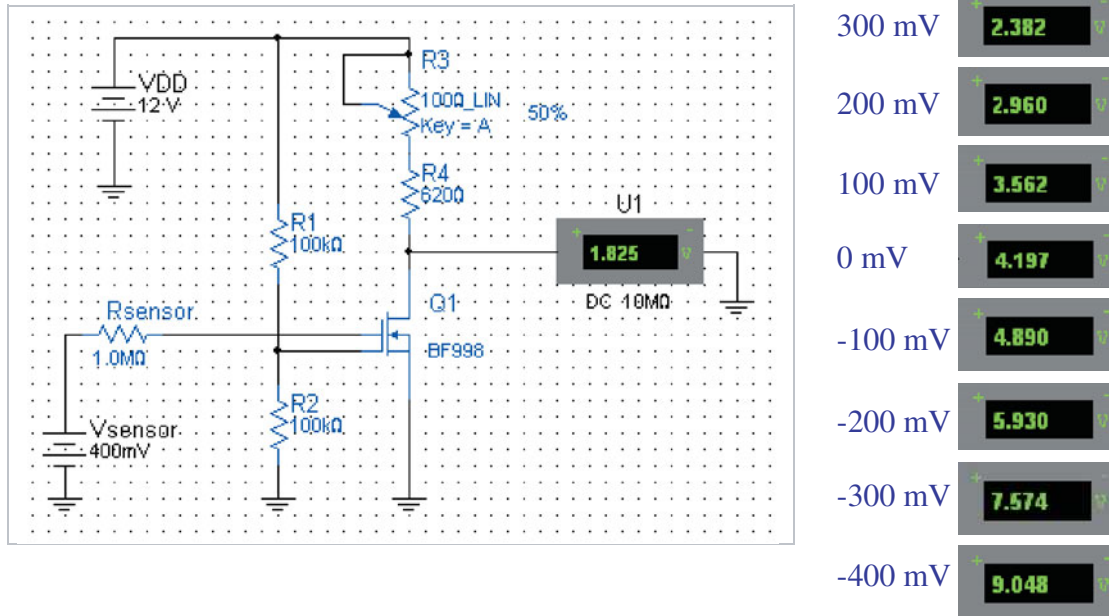 VDD
12 V
R3
100Ω_LIN
Key = A
50%
R4
620Ω
R1
100kΩ
U1
+ -
1.825 V
DC 10MΩ
Rsensor
1.0MΩ
Q1
BF998
R2
100kΩ
Vsensor
400mV
300 mV + - 2.382 V
200 mV + - 2.960 V
100 mV + - 3.562 V
0 mV + - 4.197 V
-100 mV + - 4.890 V
-200 mV + - 5.930 V
-300 mV + - 7.574 V
-400 mV + - 9.048 V